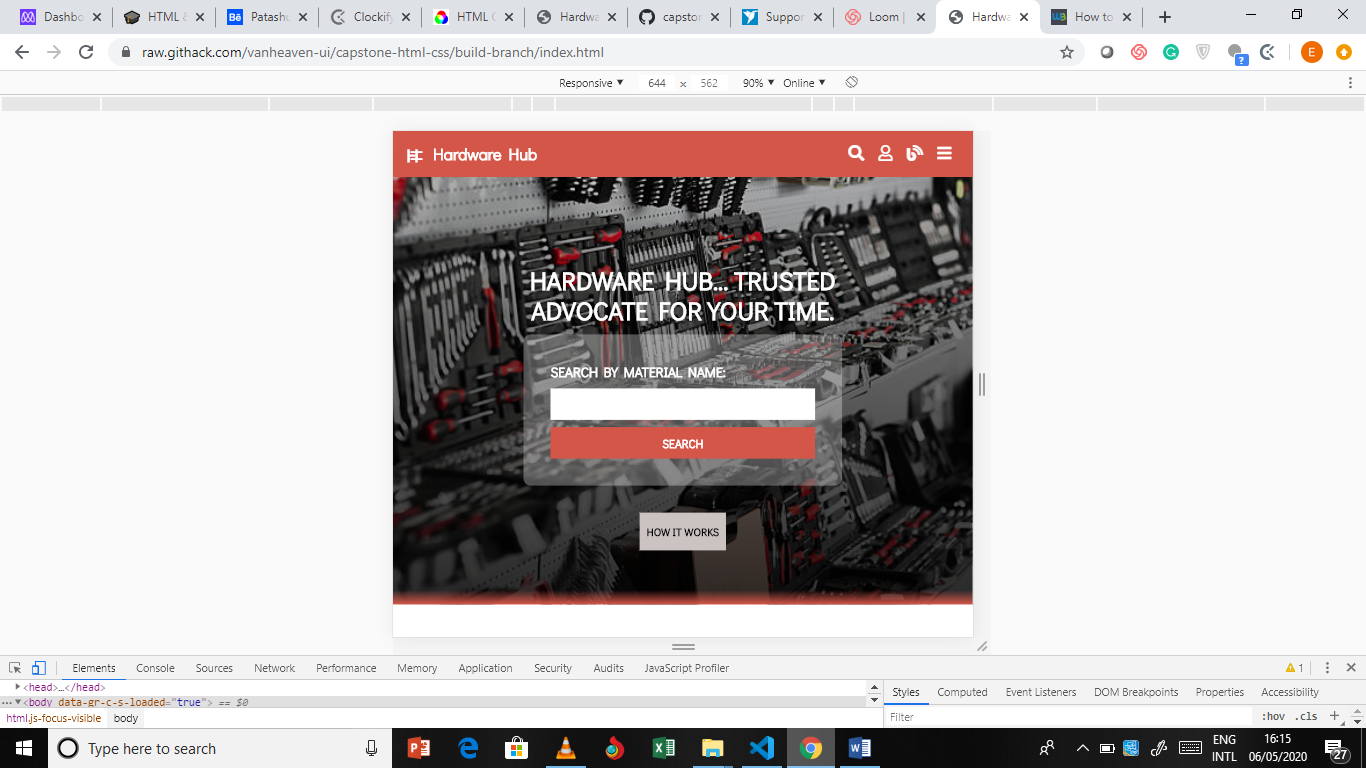 Dashbo
HTML &
Patashu
Clockify
HTML C
Hardwa
capstor
Suppor
Loom |
Hardwa
How to
raw.githack.com/vanheaven-ui/capstone-html-css/build-branch/index.html
E
Responsive ▼ 644 x 562 90% ▼ Online ▼
Hardware Hub
HARDWARE HUB... TRUSTED
ADVOCATE FOR YOUR TIME.
SEARCH BY MATERIAL NAME:
SEARCH
HOW IT WORKS
Elements Console Sources Network Performance Memory Application Security Audits JavaScript Profiler 1
<head>…</head>
<body data-gr-c-s-loaded="true"> == $0
html.js-focus-visible body
Styles Computed Event Listeners DOM Breakpoints Properties Accessibility
Filter :hov .cls
Type here to search
ENG
INTL
16:15
06/05/2020
27